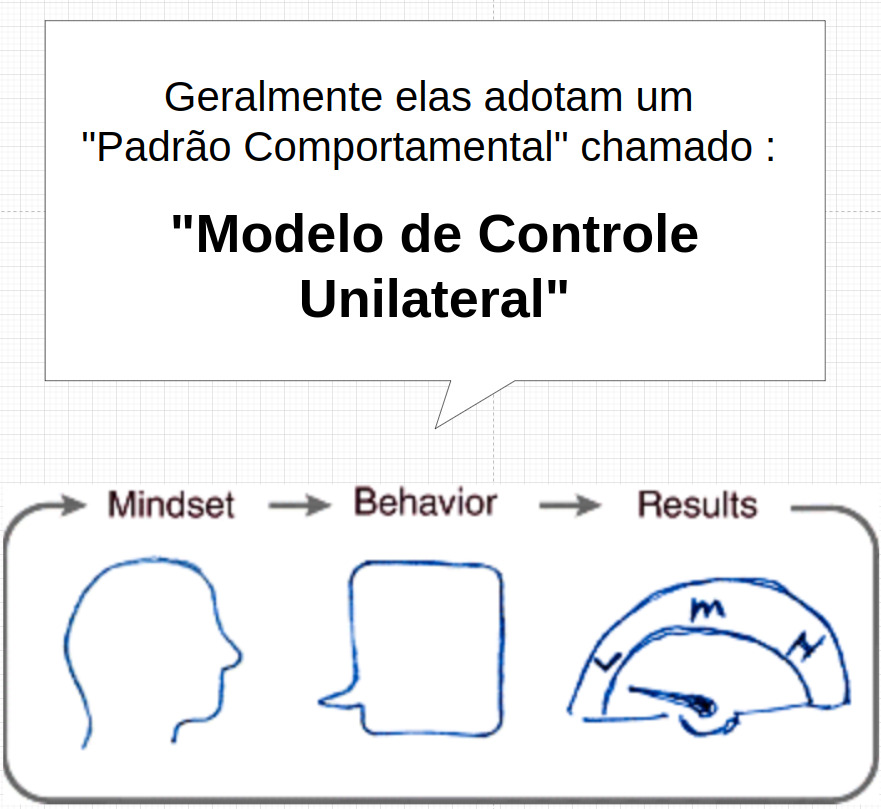 Geralmente elas adotam um
"Padrão Comportamental" chamado :
"Modelo de Controle
Unilateral"
Mindset Behavior Results
L m H